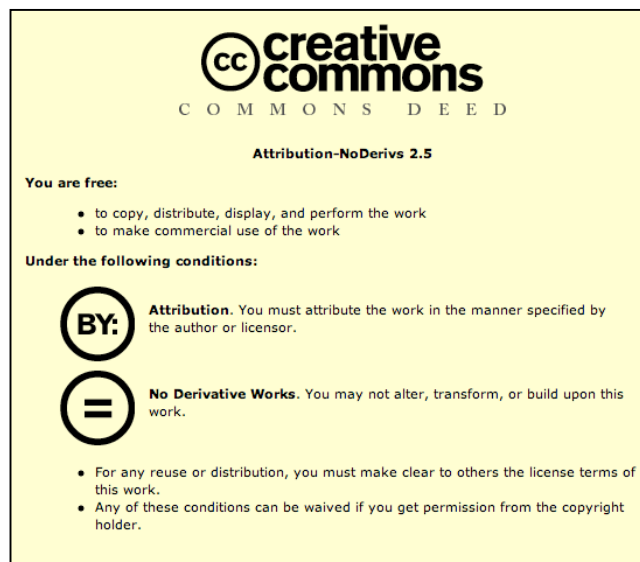 cc creative
commons
COMMONS DEED
Attribution-NoDerivs 2.5
You are free:
• to copy, distribute, display, and perform the work
• to make commercial use of the work
Under the following conditions:
BY:
Attribution. You must attribute the work in the manner specified by
the author or licensor.
=
No Derivative Works. You may not alter, transform, or build upon this
work.
• For any reuse or distribution, you must make clear to others the license terms of
this work.
• Any of these conditions can be waived if you get permission from the copyright
holder.